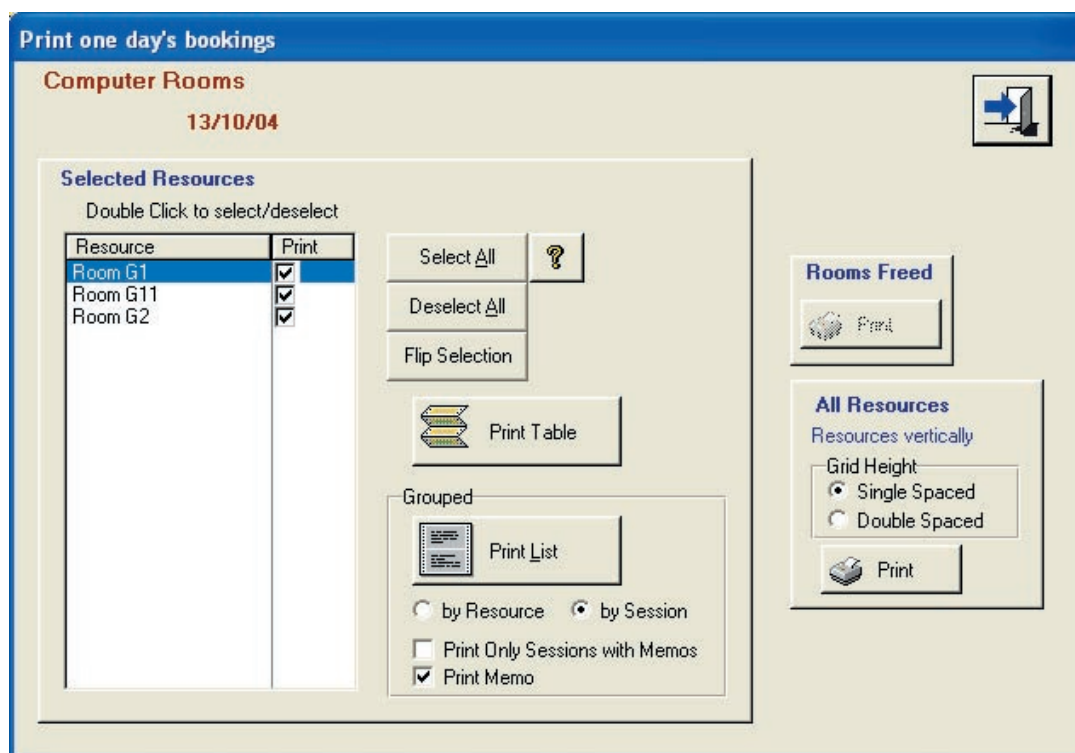 Print one day's bookings
Computer Rooms
13/10/04
Selected Resources
Double Click to select/deselect
Resource Print
Room G1
Room G11
Room G2
Select All ?
Deselect All
Flip Selection
Print Table
Grouped
Print List
by Resource by Session
Print Only Sessions with Memos
Print Memo
Rooms Freed
Print
All Resources
Resources vertically
Grid Height
Single Spaced
Double Spaced
Print